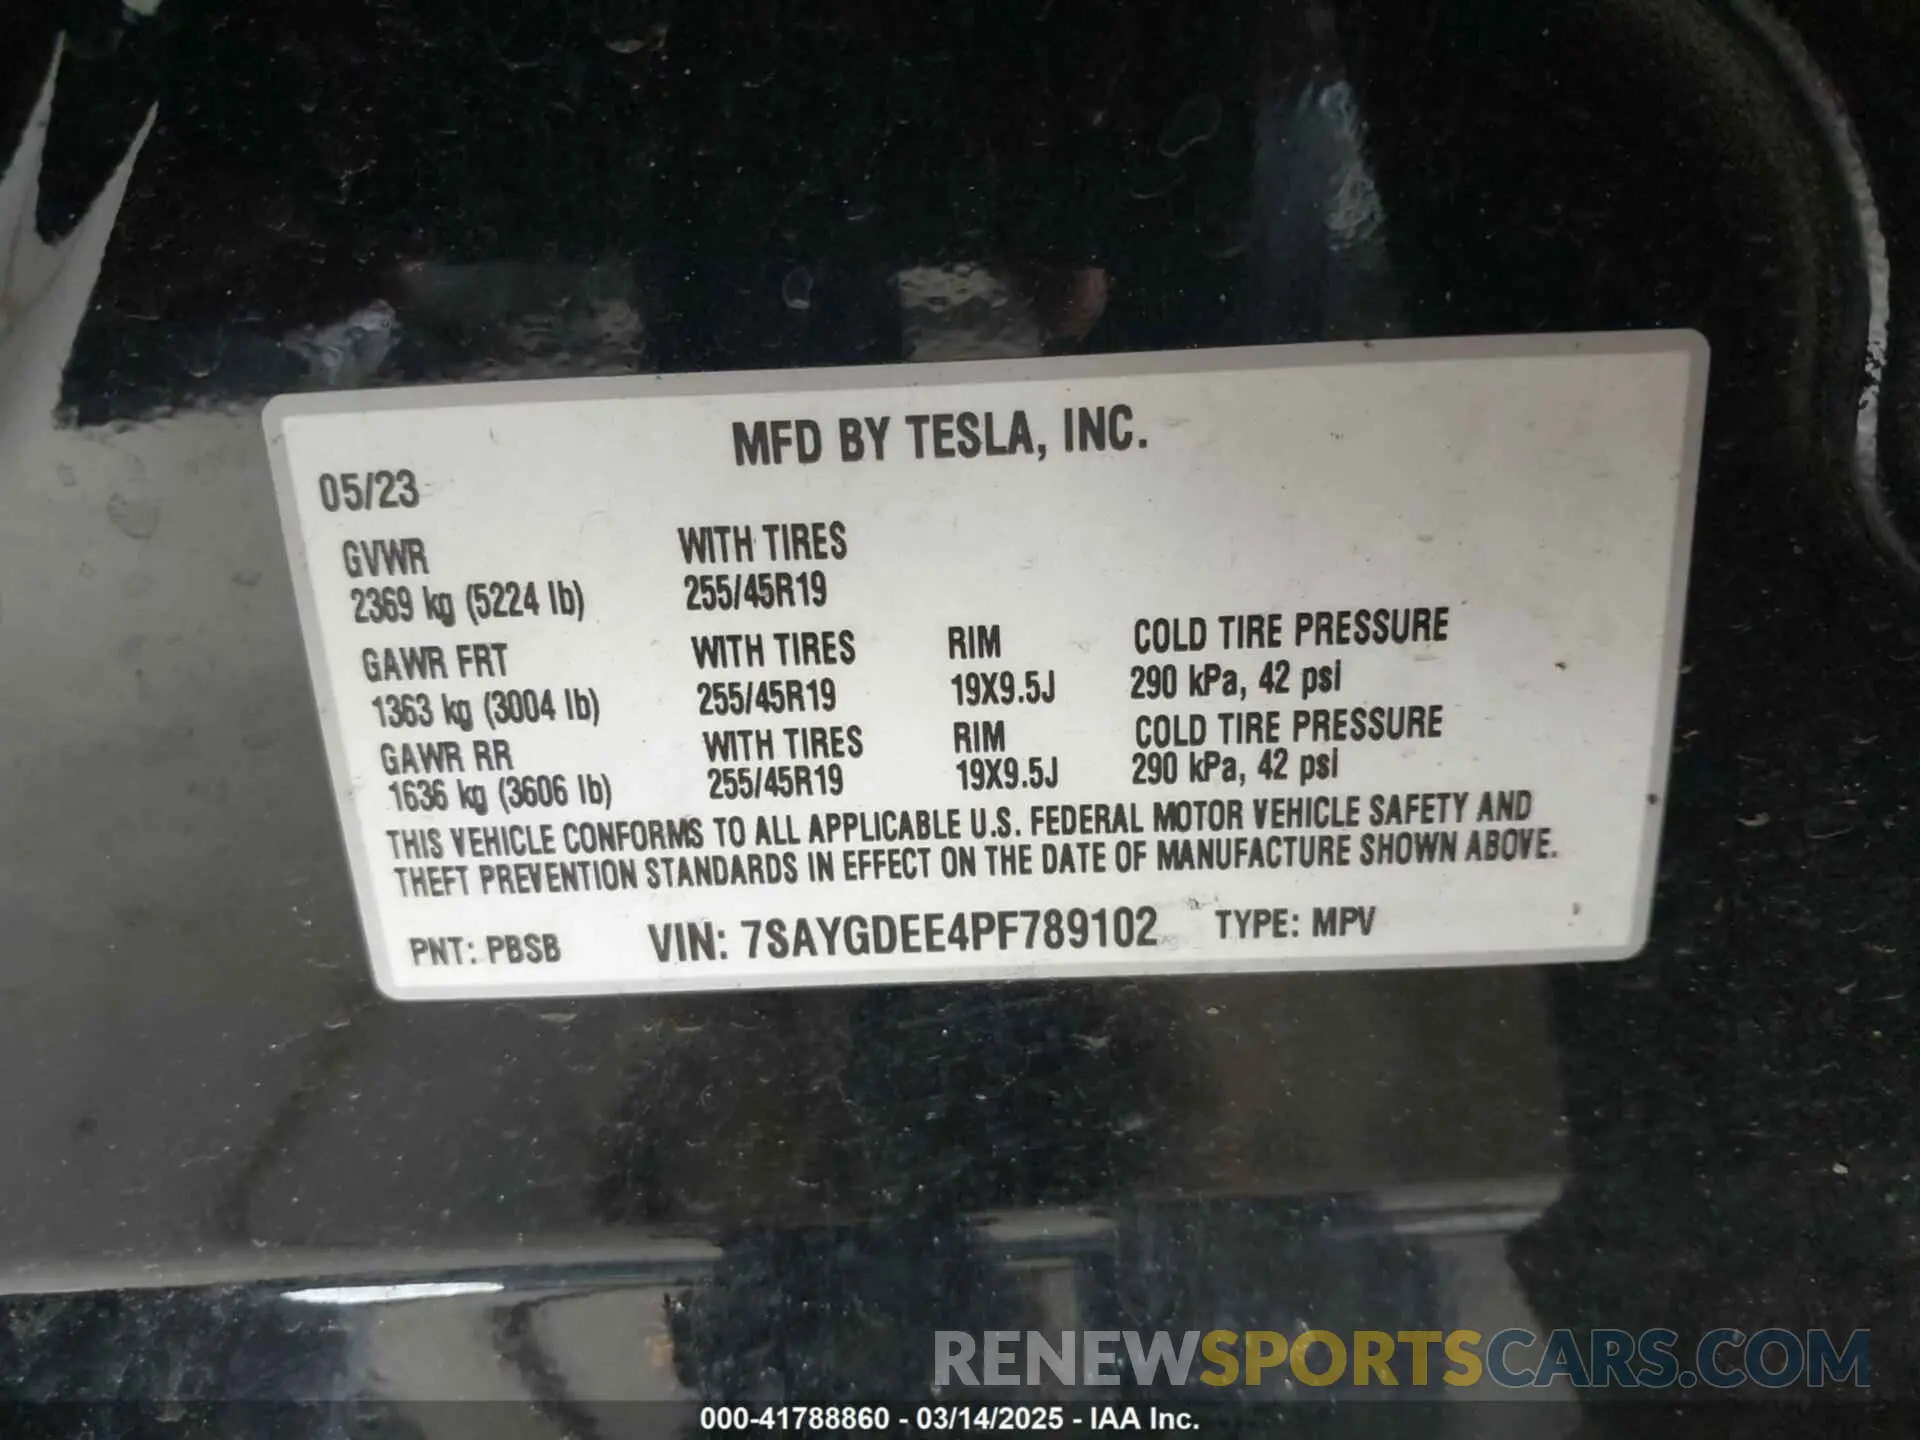 MFD BY TESLA, INC.
05/23
GVWR WITH TIRES
2369 kg (5224 lb) 255/45R19
GAWR FRT WITH TIRES RIM COLD TIRE PRESSURE
1363 kg (3004 lb) 255/45R19 19X9.5J 290 kPa, 42 psi
GAWR RR WITH TIRES RIM COLD TIRE PRESSURE
1636 kg (3606 lb) 255/45R19 19X9.5J 290 kPa, 42 psi
THIS VEHICLE CONFORMS TO ALL APPLICABLE U.S. FEDERAL MOTOR VEHICLE SAFETY AND
THEFT PREVENTION STANDARDS IN EFFECT ON THE DATE OF MANUFACTURE SHOWN ABOVE.
PNT: PBSB VIN: 7SAYGDEE4PF789102 TYPE: MPV
RENEWSPORTSCARS.COM
000-41788860 - 03/14/2025 - IAA Inc.